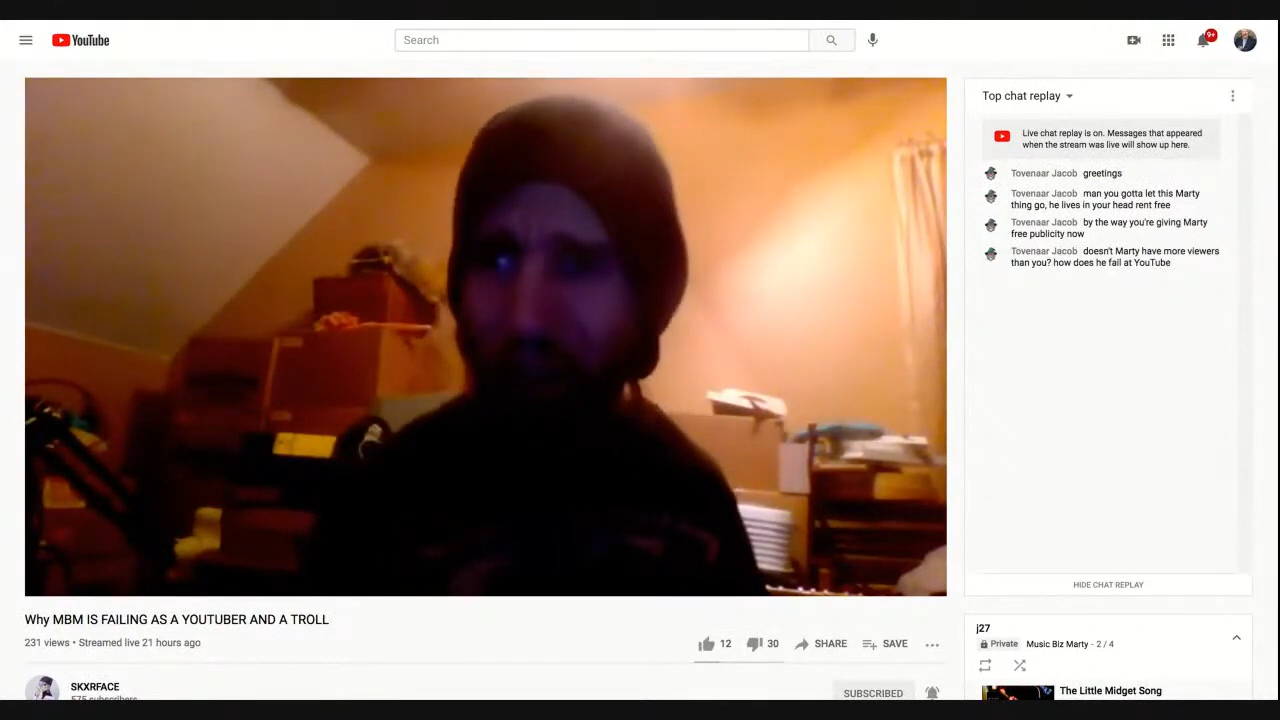 YouTube
Search
9+
Top chat replay
Live chat replay is on. Messages that appeared
when the stream was live will show up here.
Tovenaar Jacob greetings
Tovenaar Jacob man you gotta let this Marty
thing go, he lives in your head rent free
Tovenaar Jacob by the way you're giving Marty
free publicity now
Tovenaar Jacob doesn't Marty have more viewers
than you? how does he fail at YouTube
HIDE CHAT REPLAY
Why MBM IS FAILING AS A YOUTUBER AND A TROLL
231 views • Streamed live 21 hours ago
12
30
SHARE
SAVE
j27
Private Music Biz Marty - 2 / 4
The Little Midget Song
SKXRFACE
575 subscribers
SUBSCRIBED